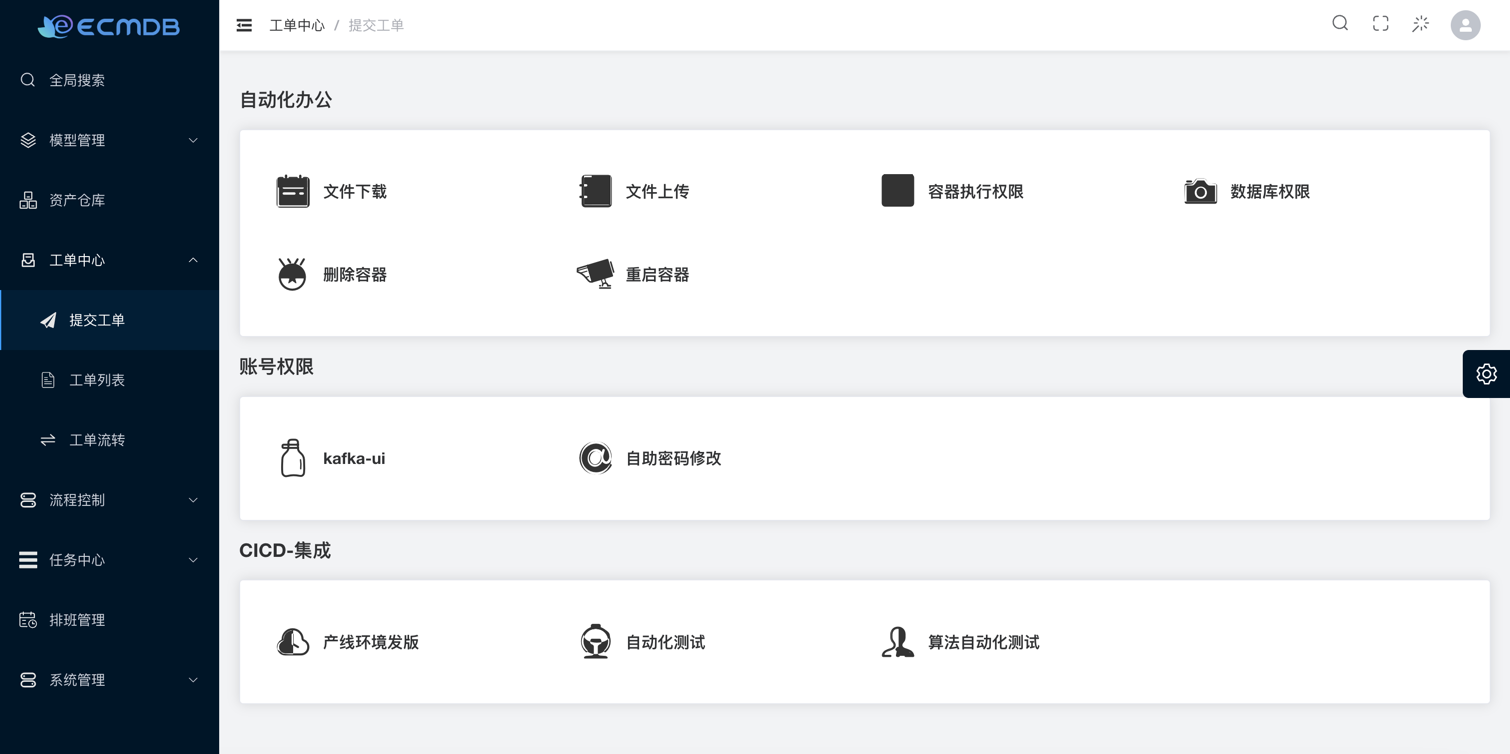 ECMDB
工单中心 / 提交工单
全局搜索
模型管理
资产仓库
工单中心
提交工单
工单列表
工单流转
流程控制
任务中心
排班管理
系统管理
自动化办公
文件下载
文件上传
容器执行权限
数据库权限
删除容器
重启容器
账号权限
kafka-ui
自助密码修改
CICD-集成
产线环境发版
自动化测试
算法自动化测试